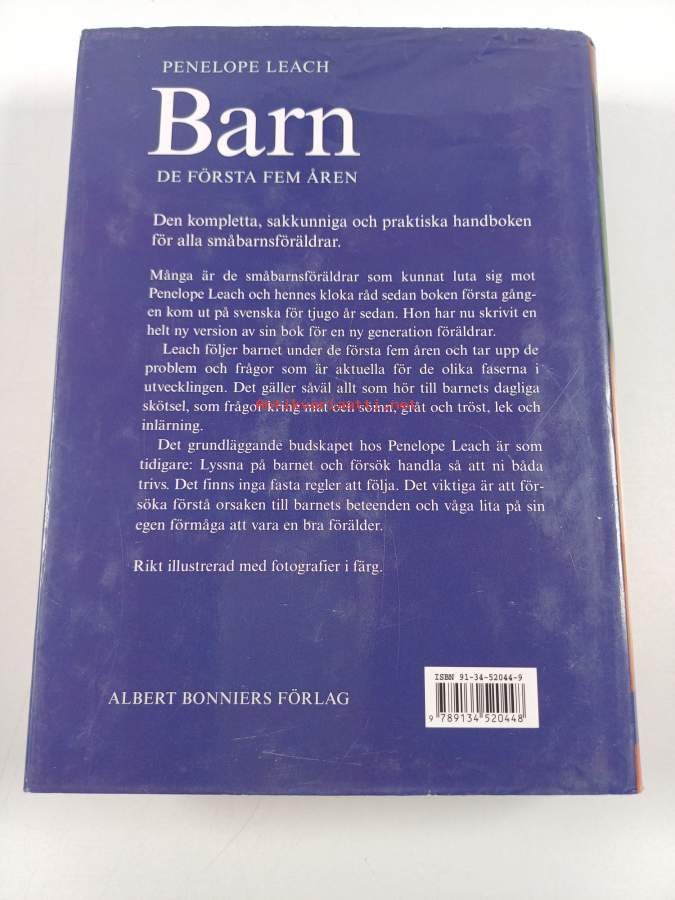 PENELOPE LEACH
Barn
DE FÖRSTA FEM ÅREN
Den kompletta, sakkunniga och praktiska handboken
för alla småbarnsföräldrar.
Många är de småbarnsföräldrar som kunnat luta sig mot
Penelope Leach och hennes kloka råd sedan boken första gång-
en kom ut på svenska för tjugo år sedan. Hon har nu skrivit en
helt ny version av sin bok för en ny generation föräldrar.
Leach följer barnet under de första fem åren och tar upp de
problem och frågor som är aktuella för de olika faserna i
utvecklingen. Det gäller såväl allt som hör till barnets dagliga
skötsel, som frågor kring mat och sömn, gråt och tröst, lek och
inlärning.
Det grundläggande budskapet hos Penelope Leach är som
tidigare: Lyssna på barnet och försök handla så att ni båda
trivs. Det finns inga fasta regler att följa. Det viktiga är att för-
söka förstå orsaken till barnets beteenden och våga lita på sin
egen förmåga att vara en bra förälder.
Rikt illustrerad med fotografier i färg.
ISBN 91-34-52044-9
ALBERT BONNIERS FÖRLAG
9 789134 520448